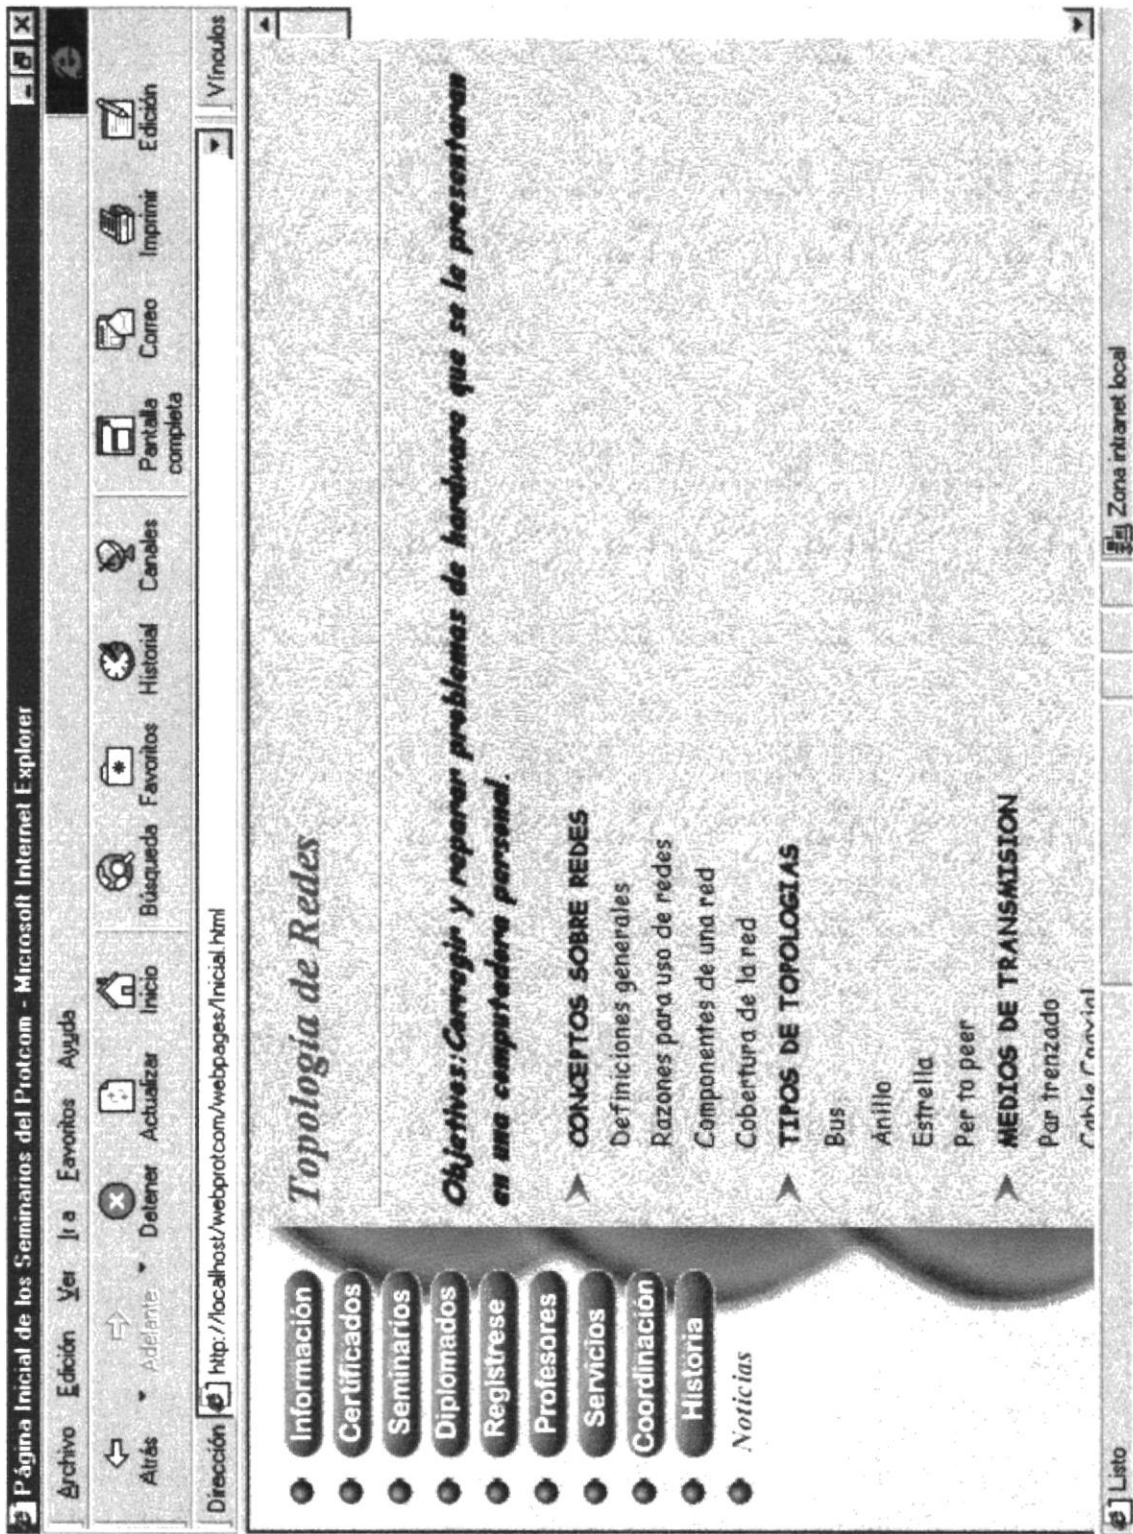 Página Inicial de los Seminarios del Protcom - Microsoft Internet Explorer
Archivo Edición Ver Ir a Favoritos Ayuda
Atrás Adelante Detener Actualizar Inicio Búsqueda Favoritos Historial Canales Pantalla completa Correo Imprimir Edición
Dirección http://localhost/webprotcom/webpages/Inicial.html Vínculos
Información
Certificados
Seminarios
Diplomados
Registrese
Profesores
Servicios
Coordinación
Historia
Noticias
Topología de Redes
Objetivos:Corregir y reparar problemas de hardware que se le presentaran
en una computadora personal.
CONCEPTOS SOBRE REDES
Definiciones generales
Razones para uso de redes
Componentes de una red
Cobertura de la red
TIPOS DE TOPOLOGIAS
Bus
Anillo
Estrella
Per to peer
MEDIOS DE TRANSMISION
Par trenzado
Cable Coaxial
Listo Zona intranet local